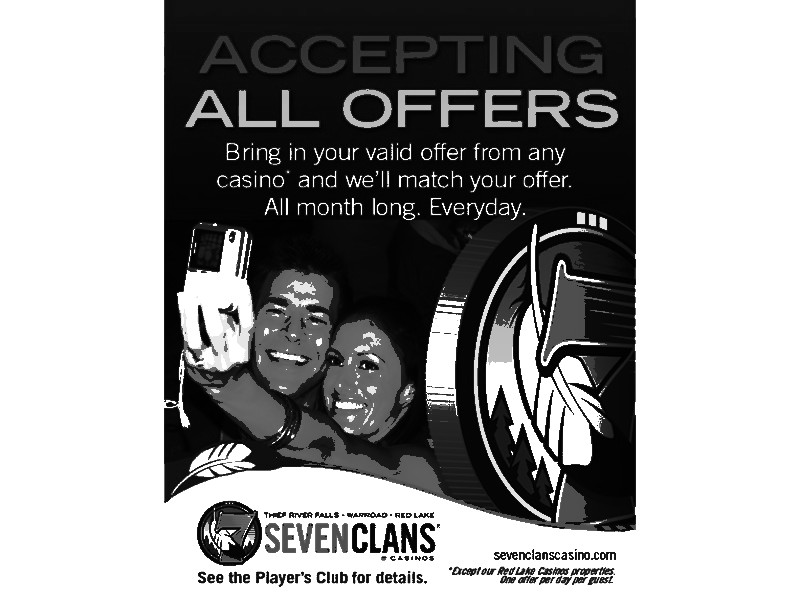 ACCEPTING
ALL OFFERS
Bring in your valid offer from any
casino* and we'll match your offer.
All month long. Everyday.
7
THIEF RIVER FALLS • WARROAD • RED LAKE
7
SEVENCLANS®
CASINOS
sevenclanscasino.com
See the Player's Club for details.
*Except our Red Lake Casinos properties.
One offer per day per guest.